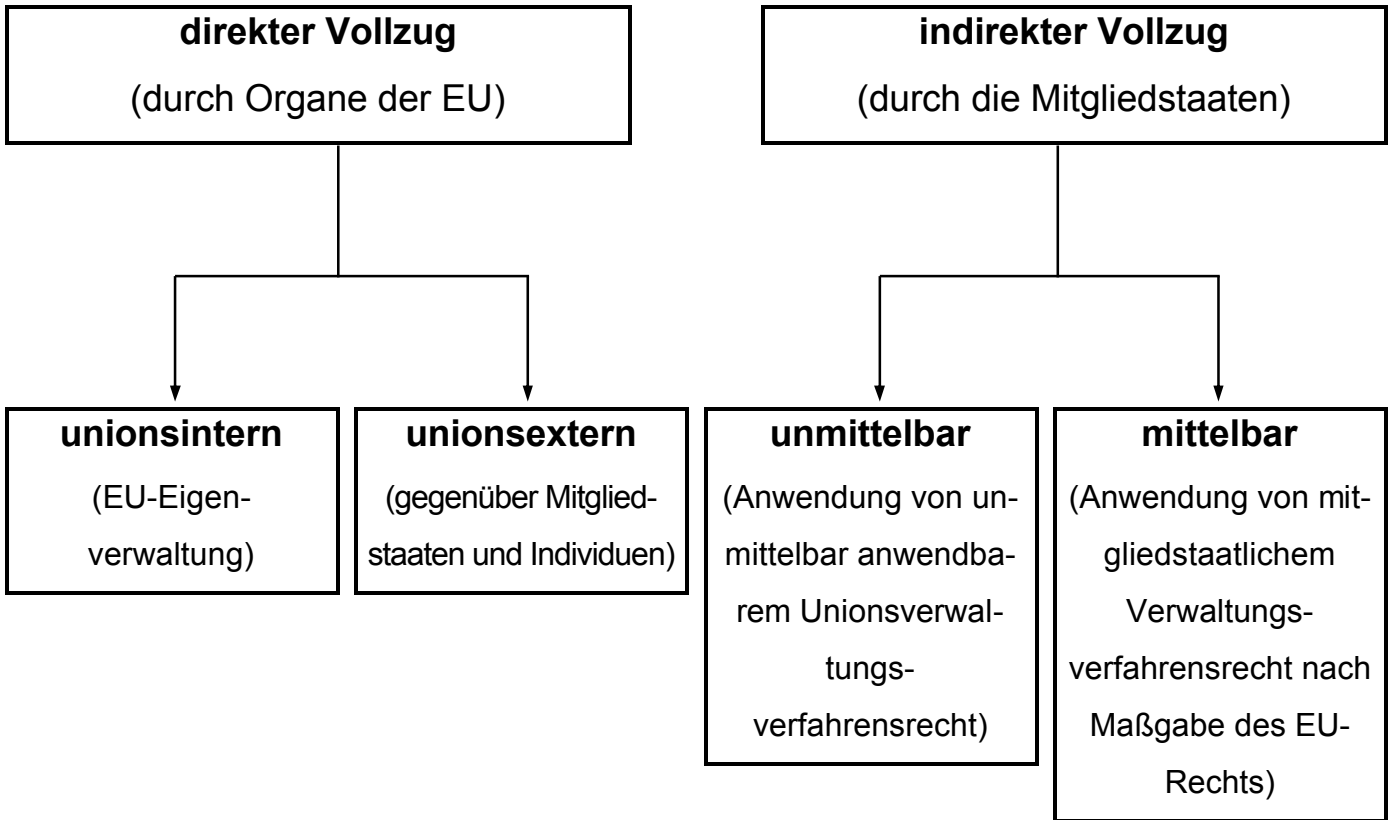 direkter Vollzug
(durch Organe der EU)
indirekter Vollzug
(durch die Mitgliedstaaten)
unionsintern
(EU-Eigen-
verwaltung)
unionsextern
(gegenüber Mitglied-
staaten und Individuen)
unmittelbar
(Anwendung von un-
mittelbar anwendba-
rem Unionsverwal-
tungs-
verfahrensrecht)
mittelbar
(Anwendung von mit-
gliedstaatlichem
Verwaltungs-
verfahrensrecht nach
Maßgabe des EU-
Rechts)